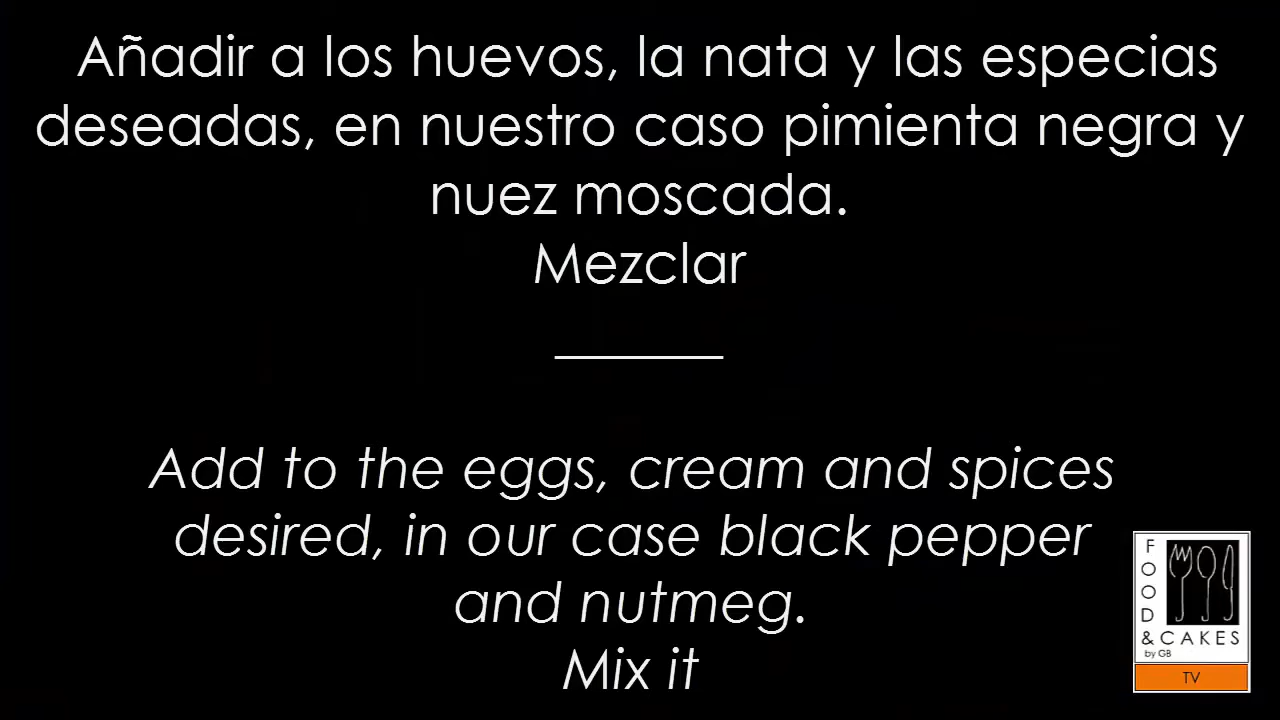 Añadir a los huevos, la nata y las especias
deseadas, en nuestro caso pimienta negra y
nuez moscada.
Mezclar
Add to the eggs, cream and spices
desired, in our case black pepper
and nutmeg.
Mix it
FOOD
&CAKES
by GB
TV